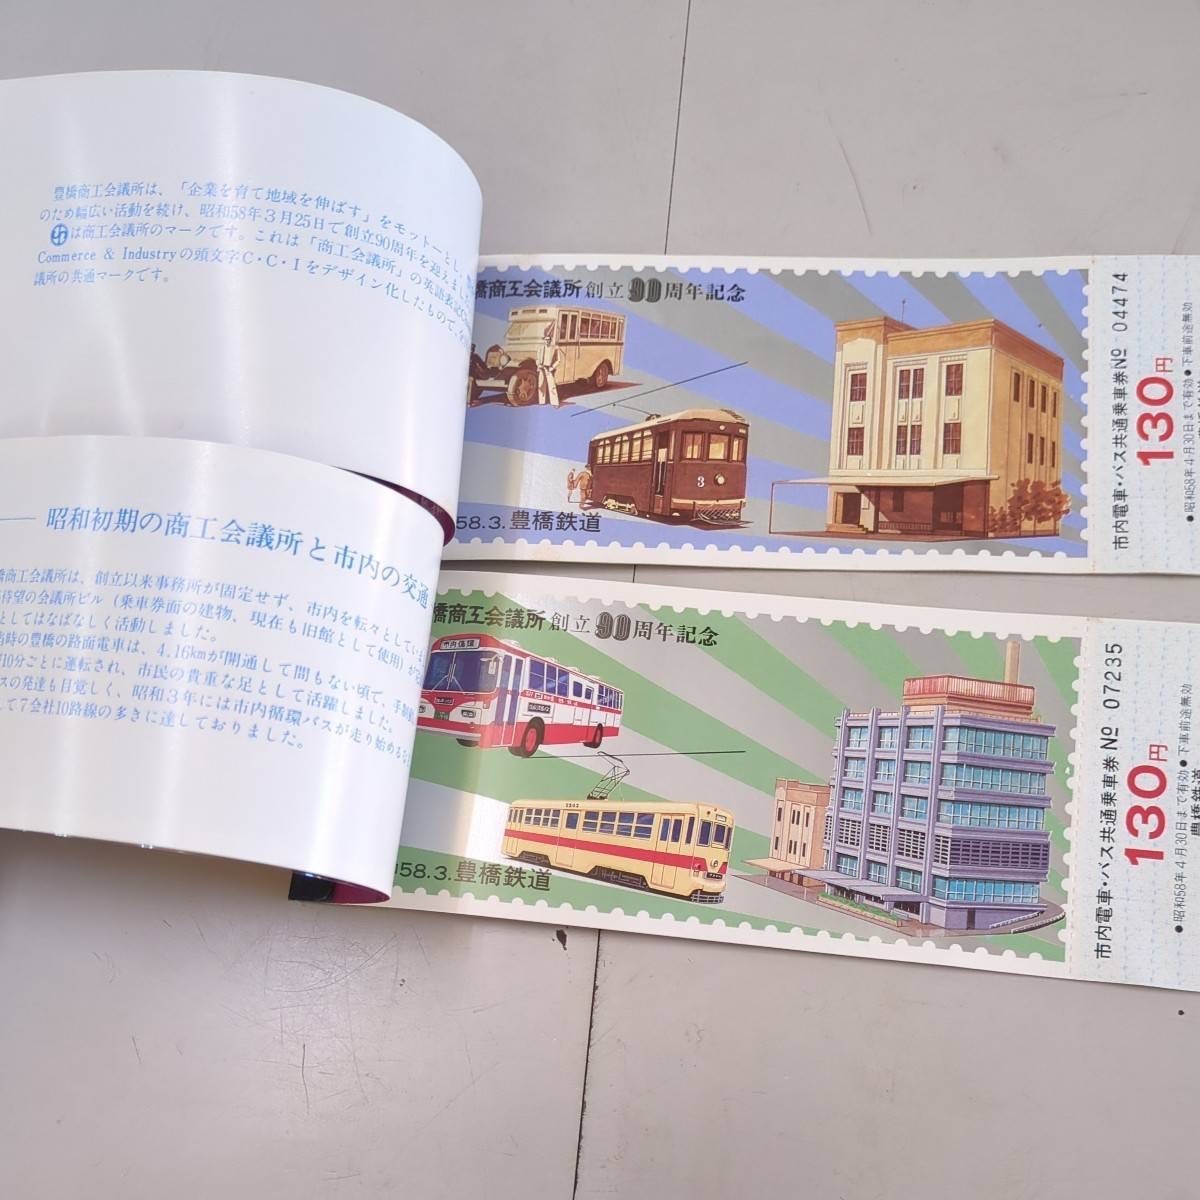 豊橋商工会議所は、「企業を育て地域を伸ばす」をモットーとし、
のため幅広い活動を続け、昭和58年3月25日で創立90周年を迎えまし
は商工会議所のマークです。これは「商工会議所」の英語表記
Commerce & Industryの頭文字C・C・Iをデザイン化したもので、
議所の共通マークです。
橋商工会議所創立90周年記念
3
58.3.豊橋鉄道
市内電車・バス共通乗車券 No 04474
130円
●昭和58年4月30日まで有効●下車前途無効
昭和初期の商工会議所と市内の交通
橋商工会議所は、創立以来事務所が固定せず、市内を転々としてい
待望の会議所ビル（乗車券面の建物、現在も旧館として使用）が
としてはなばなしく活動しました。
当時の豊橋の路面電車は、4.16kmが開通して間もない頃で、手
10分ごとに運転され、市民の貴重な足として活躍しました。
スの発達も目覚しく、昭和3年には市内循環バスが走り始める
して7会社10路線の多きに達しておりました。
橋商工会議所創立90周年記念
市内循環
1202
58.3.豊橋鉄道
市内電車・バス共通乗車券 No 07235
130円
●昭和58年4月30日まで有効●下車前途無効
豊橋鉄道